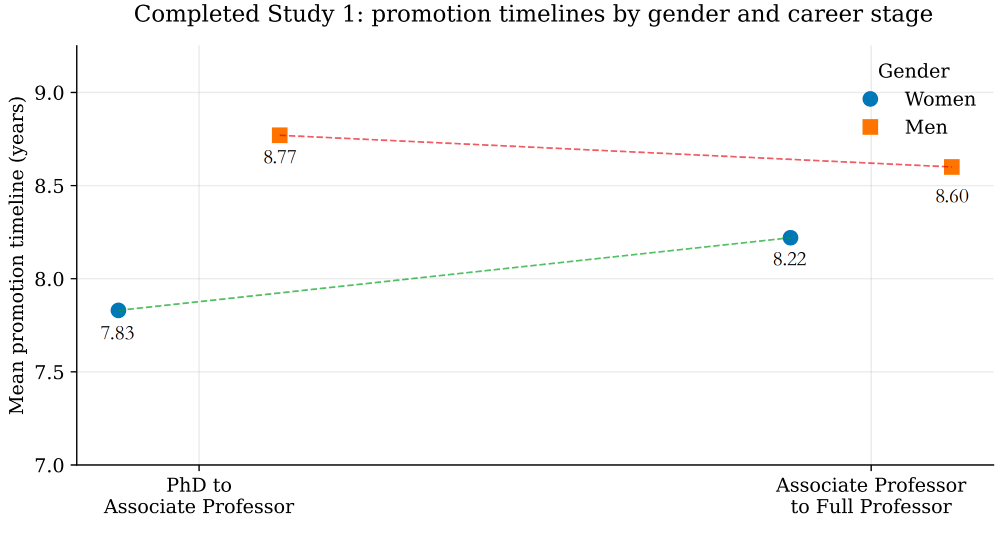 Completed Study 1: promotion timelines by gender and career stage
Mean promotion timeline (years)
9.0
8.5
8.0
7.5
7.0
Gender
Women
Men
8.77
8.60
8.22
7.83
PhD to
Associate Professor
Associate Professor
to Full Professor